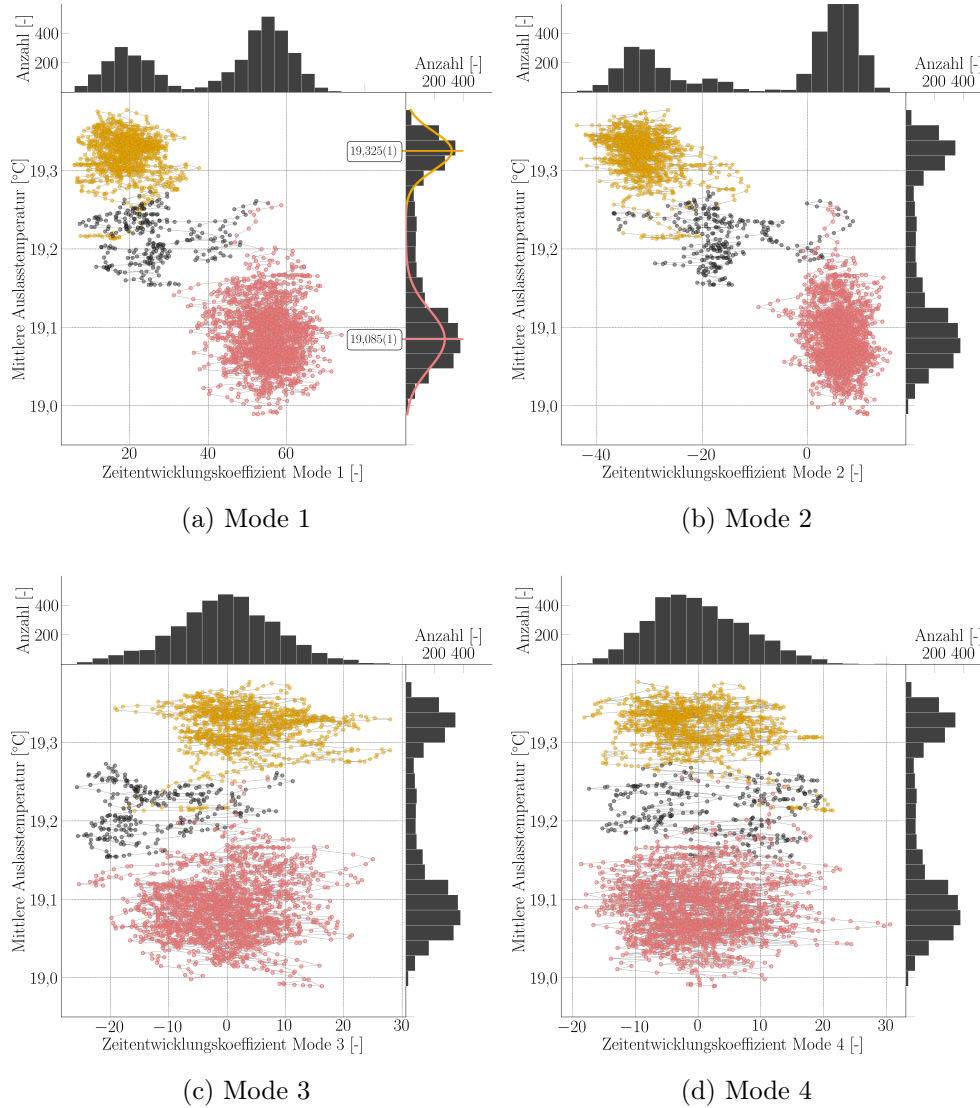 Anzahl [-]
400
200
Anzahl [-]
200 400
Mittlere Auslasstemperatur [°C]
19,3
19,2
19,1
19,0
19,325(1)
19,085(1)
20 40 60
Zeitentwicklungskoeffizient Mode 1 [-]
(a) Mode 1
Anzahl [-]
400
200
Anzahl [-]
200 400
Mittlere Auslasstemperatur [°C]
19,3
19,2
19,1
19,0
−40 −20 0
Zeitentwicklungskoeffizient Mode 2 [-]
(b) Mode 2
Anzahl [-]
400
200
Anzahl [-]
200 400
Mittlere Auslasstemperatur [°C]
19,3
19,2
19,1
19,0
−20 −10 0 10 20 30
Zeitentwicklungskoeffizient Mode 3 [-]
(c) Mode 3
Anzahl [-]
400
200
Anzahl [-]
200 400
Mittlere Auslasstemperatur [°C]
19,3
19,2
19,1
19,0
−20 −10 0 10 20 30
Zeitentwicklungskoeffizient Mode 4 [-]
(d) Mode 4